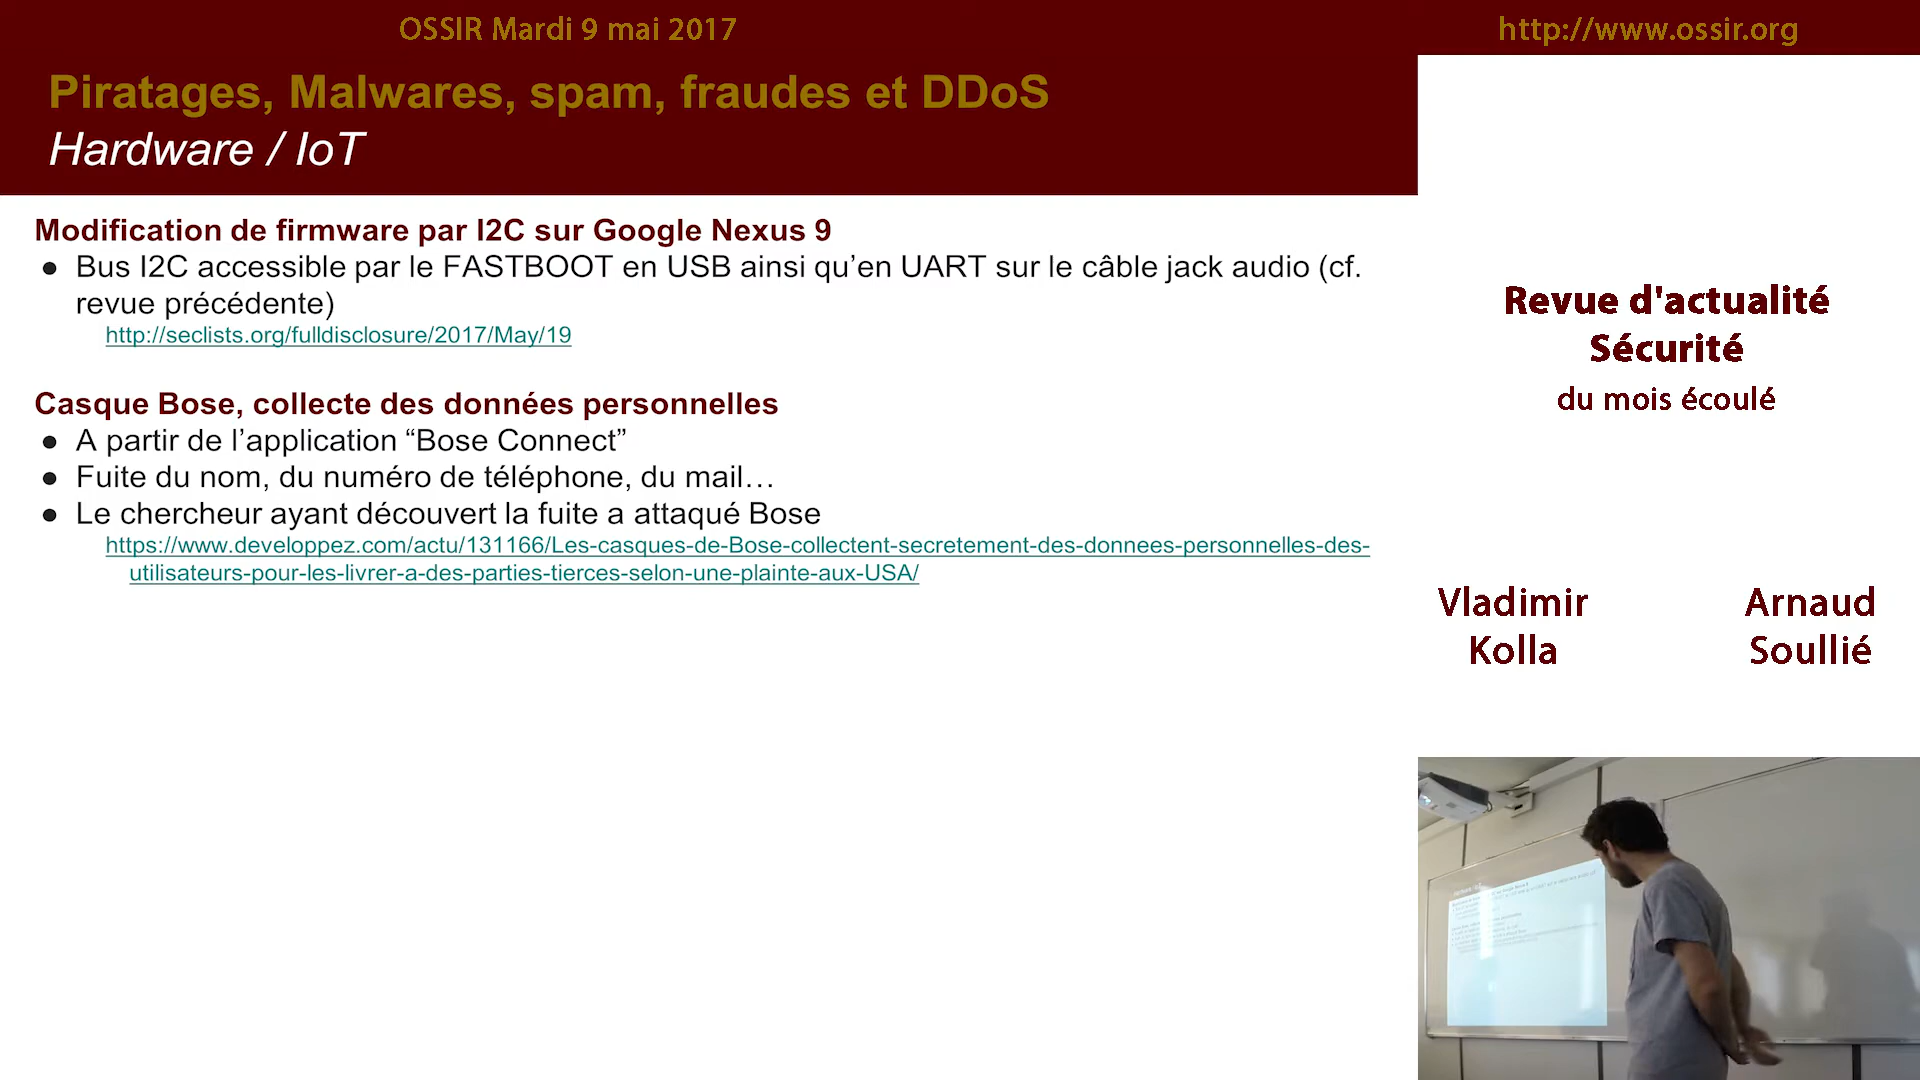 OSSIR Mardi 9 mai 2017
http://www.ossir.org
Piratages, Malwares, spam, fraudes et DDoS
Hardware / IoT
Modification de firmware par I2C sur Google Nexus 9
● Bus I2C accessible par le FASTBOOT en USB ainsi qu’en UART sur le câble jack audio (cf.
revue précédente)
http://seclists.org/fulldisclosure/2017/May/19
Casque Bose, collecte des données personnelles
● A partir de l’application “Bose Connect”
● Fuite du nom, du numéro de téléphone, du mail…
● Le chercheur ayant découvert la fuite a attaqué Bose
https://www.developpez.com/actu/131166/Les-casques-de-Bose-collectent-secretement-des-donnees-personnelles-des-
utilisateurs-pour-les-livrer-a-des-parties-tierces-selon-une-plainte-aux-USA/
Revue d'actualité
Sécurité
du mois écoulé
Vladimir
Kolla
Arnaud
Soullié